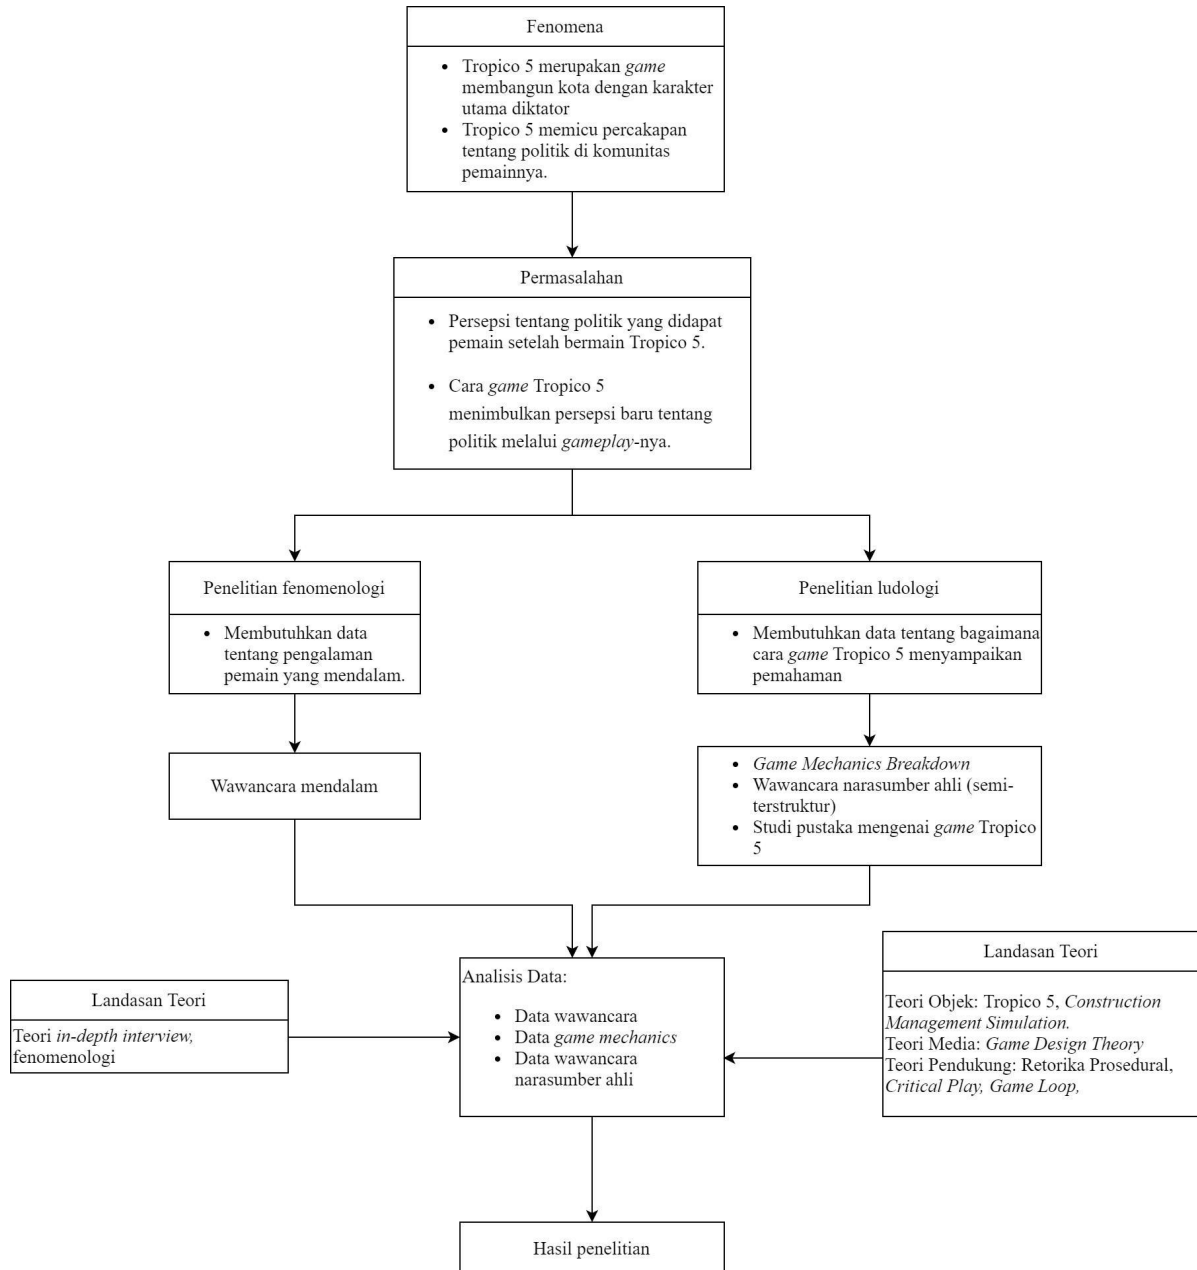 Fenomena
• Tropico 5 merupakan game
membangun kota dengan karakter
utama diktator
• Tropico 5 memicu percakapan
tentang politik di komunitas
pemainnya.
Permasalahan
• Persepsi tentang politik yang didapat
pemain setelah bermain Tropico 5.
• Cara game Tropico 5
menimbulkan persepsi baru tentang
politik melalui gameplay-nya.
Penelitian fenomenologi
• Membutuhkan data
tentang pengalaman
pemain yang mendalam.
Penelitian ludologi
• Membutuhkan data tentang bagaimana
cara game Tropico 5 menyampaikan
pemahaman
Wawancara mendalam
• Game Mechanics Breakdown
• Wawancara narasumber ahli (semi-
terstruktur)
• Studi pustaka mengenai game Tropico
5
Landasan Teori
Teori in-depth interview,
fenomenologi
Analisis Data:
• Data wawancara
• Data game mechanics
• Data wawancara
narasumber ahli
Landasan Teori
Teori Objek: Tropico 5, Construction
Management Simulation.
Teori Media: Game Design Theory
Teori Pendukung: Retorika Prosedural,
Critical Play, Game Loop,
Hasil penelitian